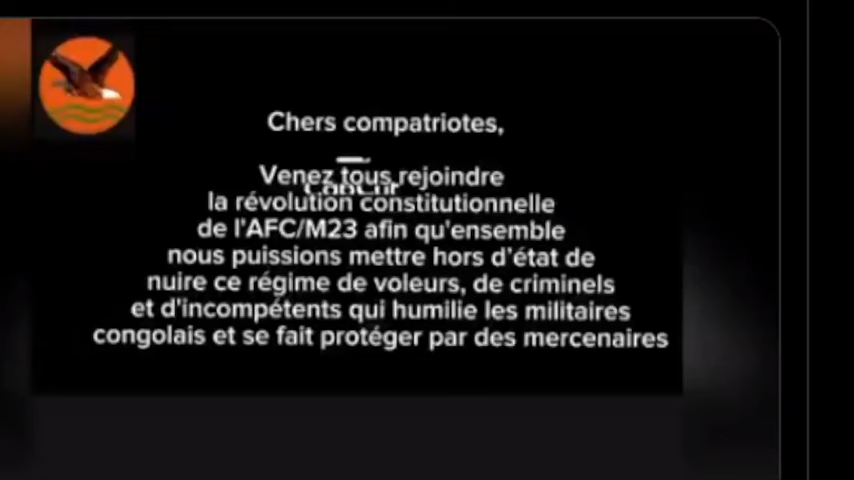 Chers compatriotes,
Venez tous rejoindre
la révolution constitutionnelle
de l'AFC/M23 afin qu'ensemble
nous puissions mettre hors d'état de
nuire ce régime de voleurs, de criminels
et d'incompétents qui humilie les militaires
congolais et se fait protéger par des mercenaires